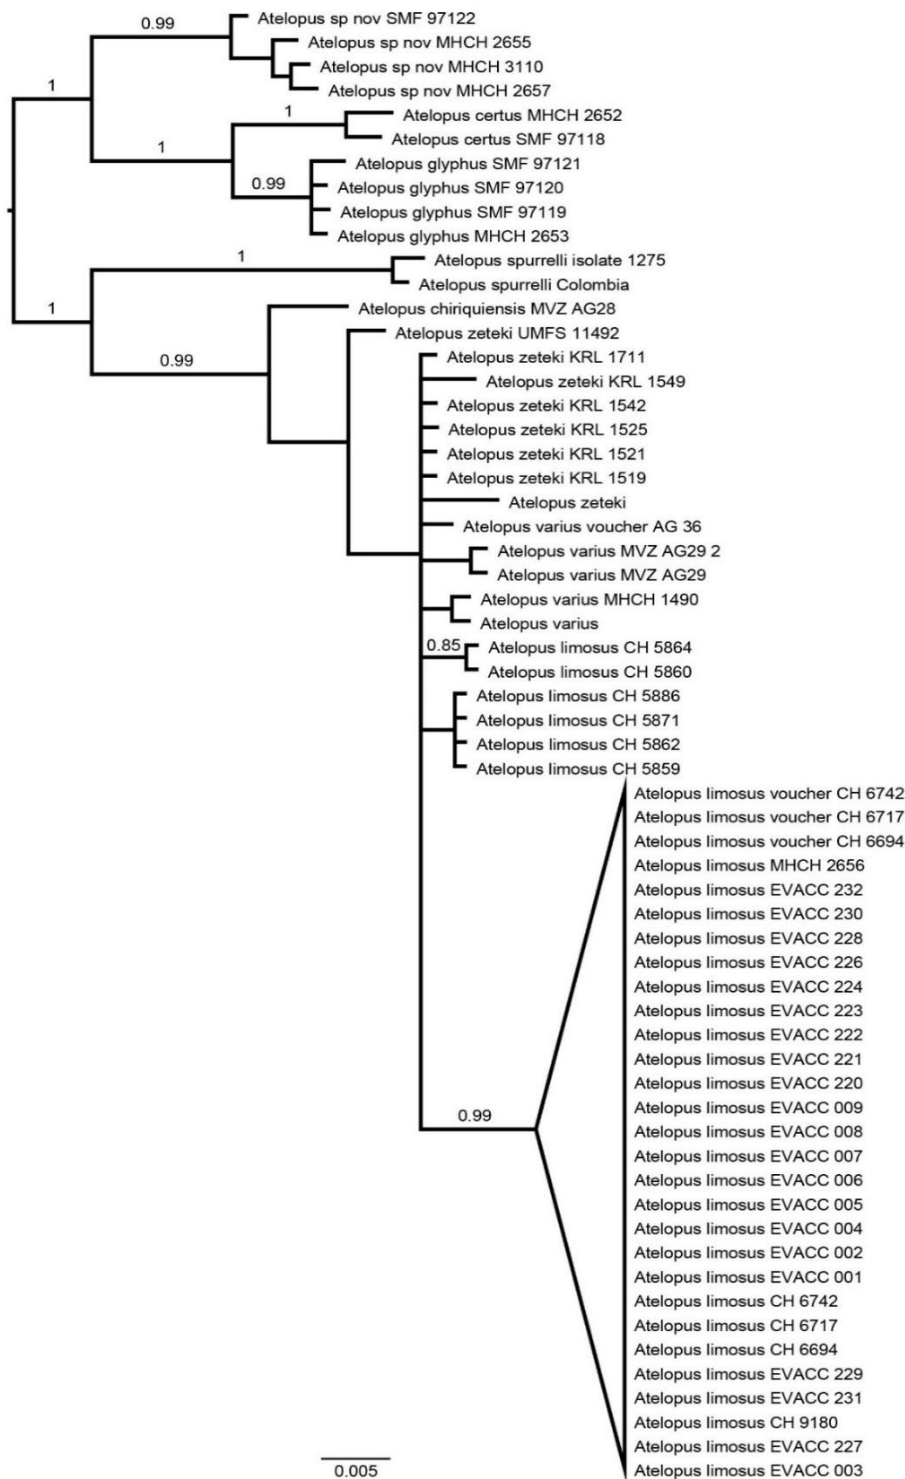 0.99
Atelopus sp nov SMF 97122
Atelopus sp nov MHCH 2655
Atelopus sp nov MHCH 3110
1
Atelopus sp nov MHCH 2657
1
Atelopus certus MHCH 2652
Atelopus certus SMF 97118
1
Atelopus glyphus SMF 97121
0.99
Atelopus glyphus SMF 97120
Atelopus glyphus SMF 97119
Atelopus glyphus MHCH 2653
1
Atelopus spurrelli isolate 1275
Atelopus spurrelli Colombia
1
Atelopus chiriquiensis MVZ AG28
Atelopus zeteki UMFS 11492
0.99
Atelopus zeteki KRL 1711
Atelopus zeteki KRL 1549
Atelopus zeteki KRL 1542
Atelopus zeteki KRL 1525
Atelopus zeteki KRL 1521
Atelopus zeteki KRL 1519
Atelopus zeteki
Atelopus varius voucher AG 36
Atelopus varius MVZ AG29 2
Atelopus varius MVZ AG29
Atelopus varius MHCH 1490
Atelopus varius
0.85
Atelopus limosus CH 5864
Atelopus limosus CH 5860
Atelopus limosus CH 5886
Atelopus limosus CH 5871
Atelopus limosus CH 5862
Atelopus limosus CH 5859
Atelopus limosus voucher CH 6742
Atelopus limosus voucher CH 6717
Atelopus limosus voucher CH 6694
Atelopus limosus MHCH 2656
Atelopus limosus EVACC 232
Atelopus limosus EVACC 230
Atelopus limosus EVACC 228
Atelopus limosus EVACC 226
Atelopus limosus EVACC 224
Atelopus limosus EVACC 223
Atelopus limosus EVACC 222
Atelopus limosus EVACC 221
Atelopus limosus EVACC 220
Atelopus limosus EVACC 009
0.99
Atelopus limosus EVACC 008
Atelopus limosus EVACC 007
Atelopus limosus EVACC 006
Atelopus limosus EVACC 005
Atelopus limosus EVACC 004
Atelopus limosus EVACC 002
Atelopus limosus EVACC 001
Atelopus limosus CH 6742
Atelopus limosus CH 6717
Atelopus limosus CH 6694
Atelopus limosus EVACC 229
Atelopus limosus EVACC 231
Atelopus limosus CH 9180
Atelopus limosus EVACC 227
Atelopus limosus EVACC 003
0.005